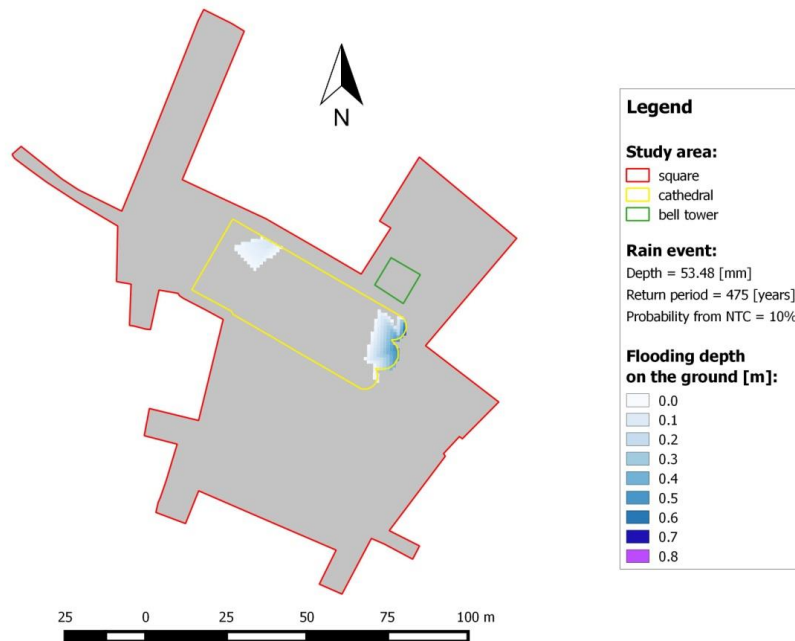 N
Legend
Study area:
square
cathedral
bell tower
Rain event:
Depth = 53.48 [mm]
Return period = 475 [years]
Probability from NTC = 10%
Flooding depth
on the ground [m]:
0.0
0.1
0.2
0.3
0.4
0.5
0.6
0.7
0.8
25 0 25 50 75 100 m